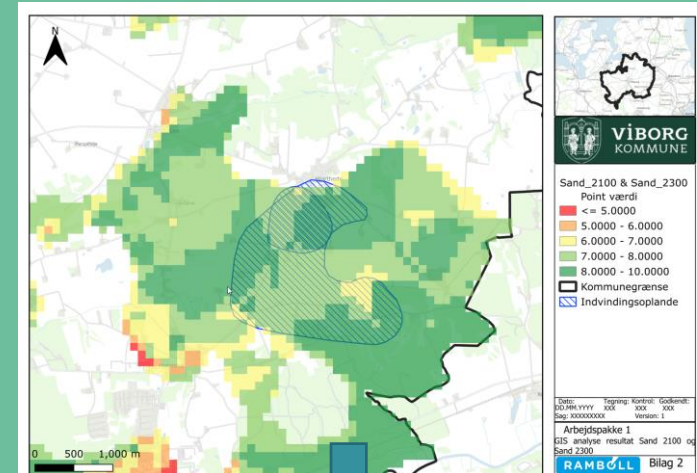 N
0 500 1,000 m
VIBORG
KOMMUNE
Sand_2100 & Sand_2300
Point værdi
<= 5.0000
5.0000 - 6.0000
6.0000 - 7.0000
7.0000 - 8.0000
8.0000 - 10.0000
Kommunegrænse
Indvindingsoplande
Dato: Tegning: Kontrol: Godkendt:
DD.MM.YYYY XXX XXX XXX
Sag: XXXXXXXXX Version: 1
Arbejdspakke 1
GIS analyse resultat Sand 2100 og
Sand 2300
RAMBOLL Bilag 2